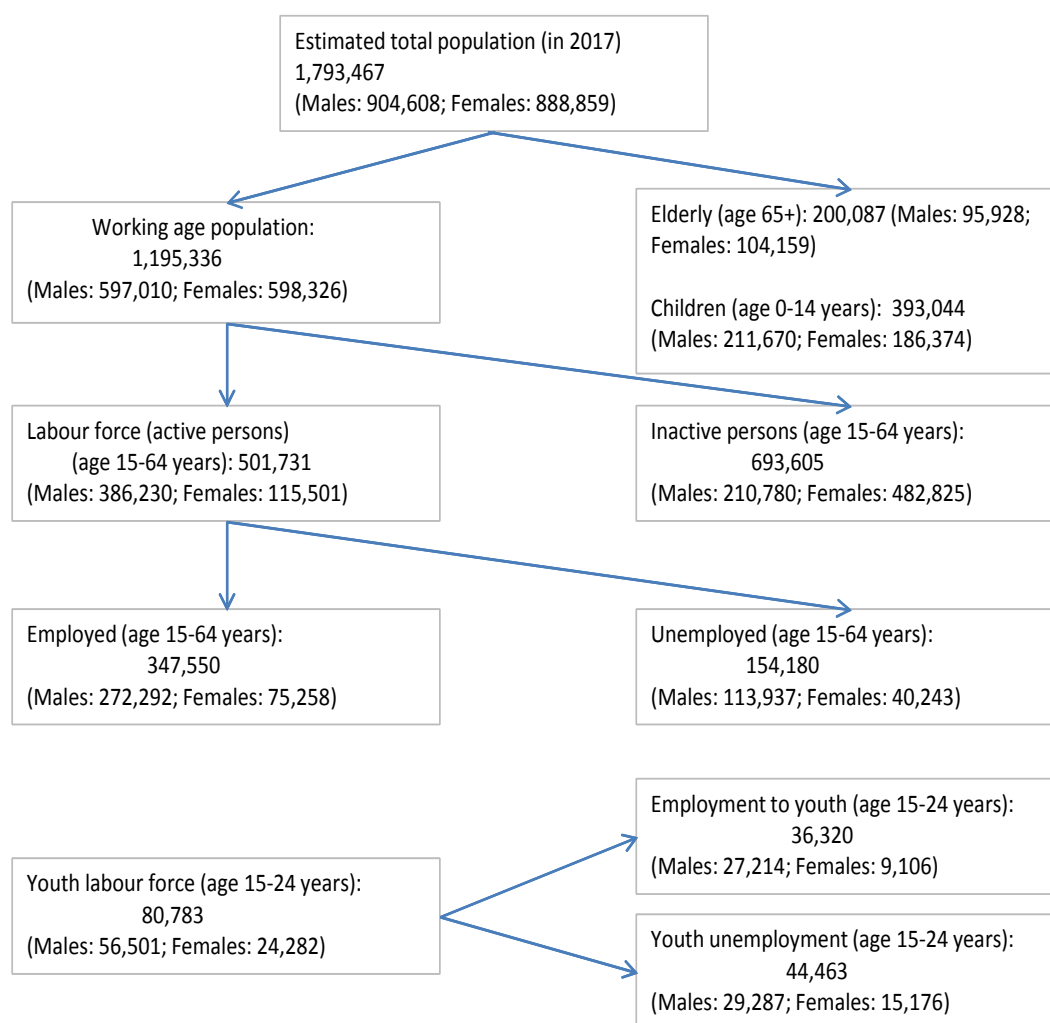 Estimated total population (in 2017)
1,793,467
(Males: 904,608; Females: 888,859)
Working age population:
1,195,336
(Males: 597,010; Females: 598,326)
Elderly (age 65+): 200,087 (Males: 95,928;
Females: 104,159)
Children (age 0-14 years): 393,044
(Males: 211,670; Females: 186,374)
Labour force (active persons)
(age 15-64 years): 501,731
(Males: 386,230; Females: 115,501)
Inactive persons (age 15-64 years):
693,605
(Males: 210,780; Females: 482,825)
Employed (age 15-64 years):
347,550
(Males: 272,292; Females: 75,258)
Unemployed (age 15-64 years):
154,180
(Males: 113,937; Females: 40,243)
Employment to youth (age 15-24 years):
36,320
(Males: 27,214; Females: 9,106)
Youth labour force (age 15-24 years):
80,783
(Males: 56,501; Females: 24,282)
Youth unemployment (age 15-24 years):
44,463
(Males: 29,287; Females: 15,176)